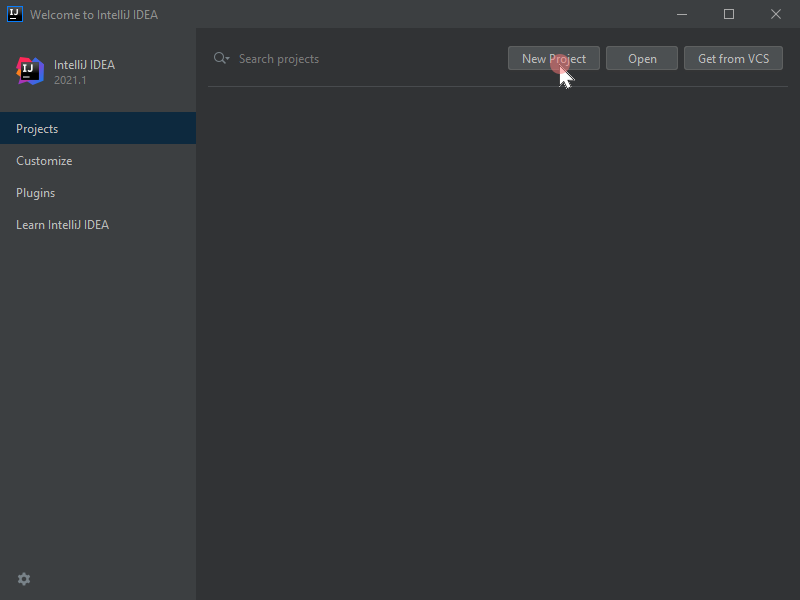 IJ
Welcome to IntelliJ IDEA
IJ
IntelliJ IDEA
2021.1
Search projects
New Project
Open
Get from VCS
Projects
Customize
Plugins
Learn IntelliJ IDEA